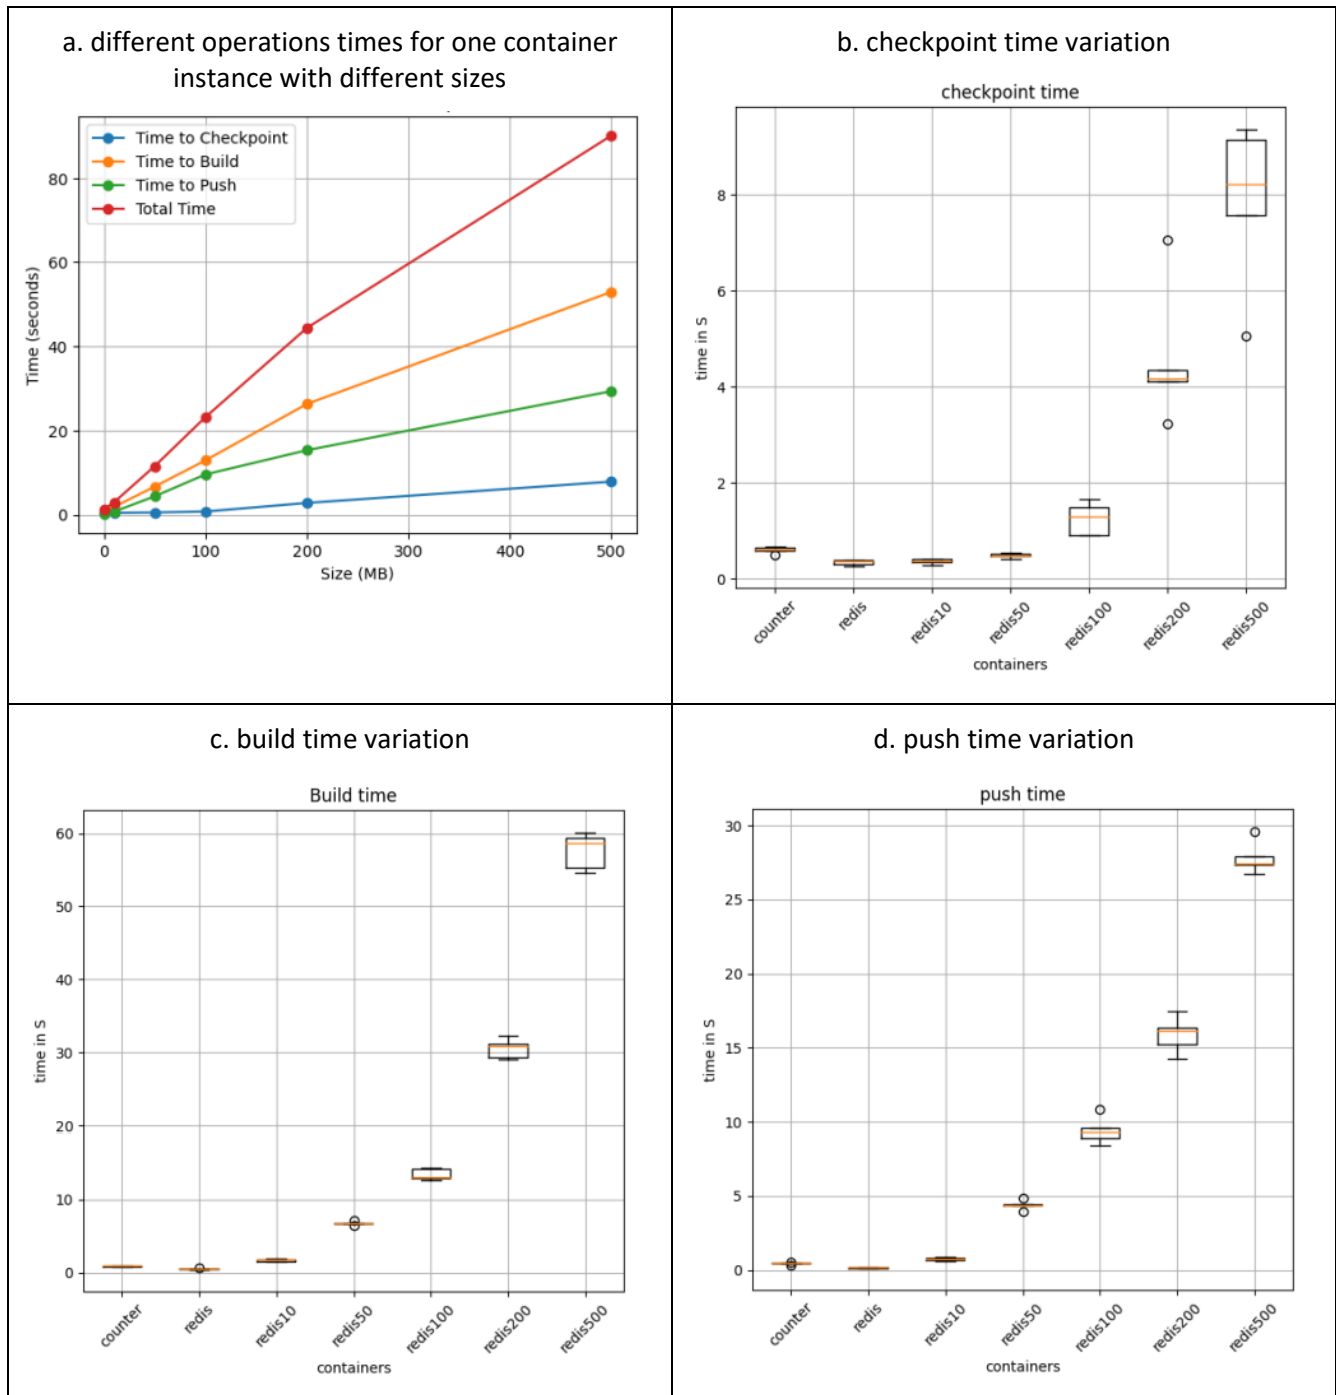 a. different operations times for one container
instance with different sizes
Time to Checkpoint
Time to Build
Time to Push
Total Time
80
60
40
20
0
Time (seconds)
0 100 200 300 400 500
Size (MB)
b. checkpoint time variation
checkpoint time
8
6
4
2
0
time in S
counter redis redis10 redis50 redis100 redis200 redis500
containers
c. build time variation
Build time
60
50
40
30
20
10
0
time in S
counter redis redis10 redis50 redis100 redis200 redis500
containers
d. push time variation
push time
30
25
20
15
10
5
0
time in S
counter redis redis10 redis50 redis100 redis200 redis500
containers